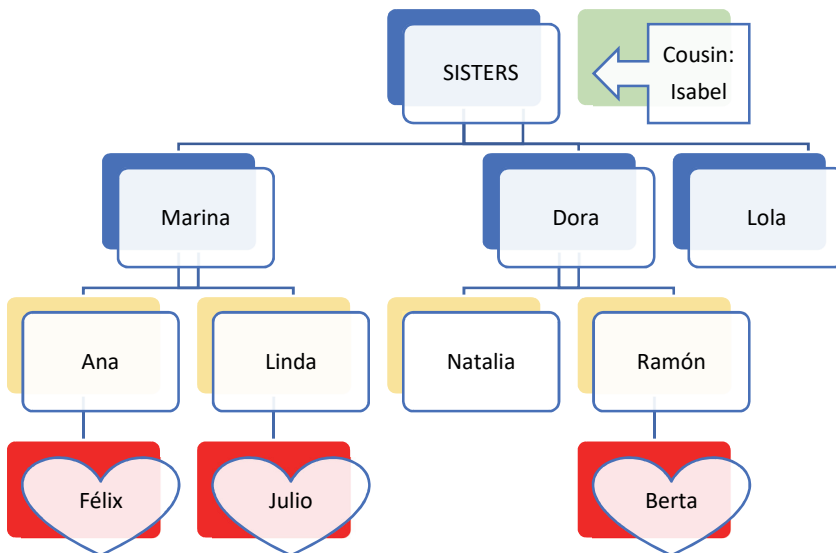 SISTERS
Cousin:
Isabel
Marina
Dora
Lola
Ana
Linda
Natalia
Ramón
Félix
Julio
Berta